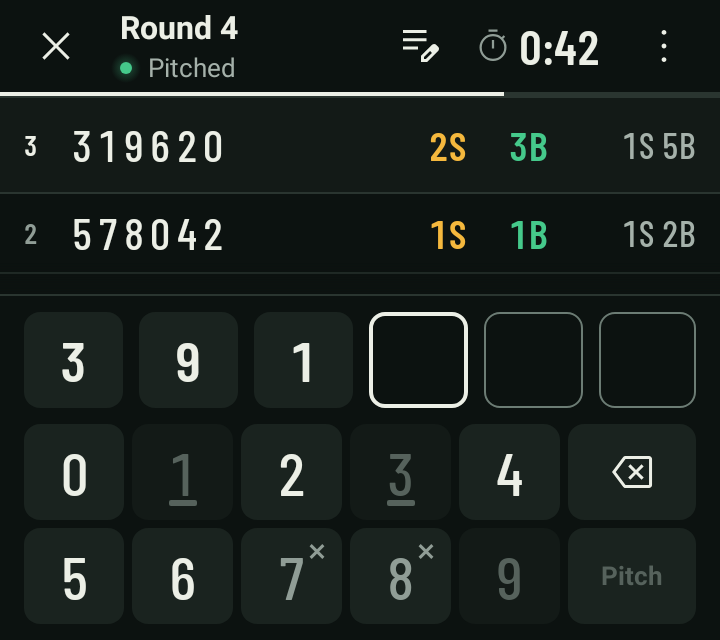 Round 4
Pitched
0:42
3 319620 2S 3B 1S 5B
2 578042 1S 1B 1S 2B
3 9 1
0 1 2 3 4
5 6 7 8 9 Pitch